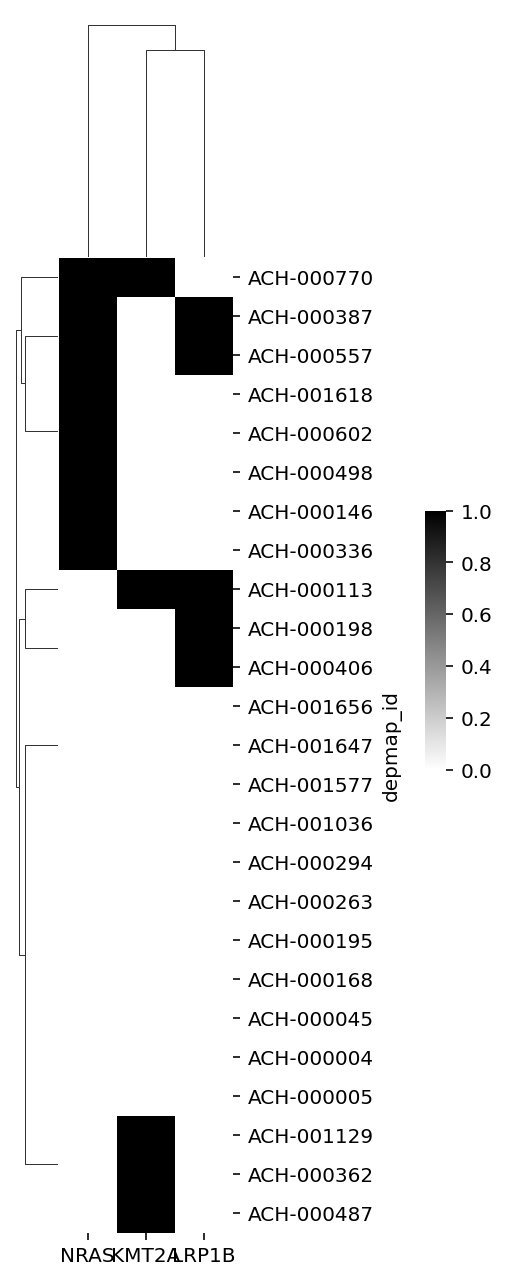 ACH-000770
ACH-000387
ACH-000557
ACH-001618
ACH-000602
ACH-000498
ACH-000146
ACH-000336
ACH-000113
ACH-000198
ACH-000406
ACH-001656
ACH-001647
ACH-001577
ACH-001036
ACH-000294
ACH-000263
ACH-000195
ACH-000168
ACH-000045
ACH-000004
ACH-000005
ACH-001129
ACH-000362
ACH-000487
depmap_id
1.0
0.8
0.6
0.4
0.2
0.0
NRAS KMT2A LRP1B